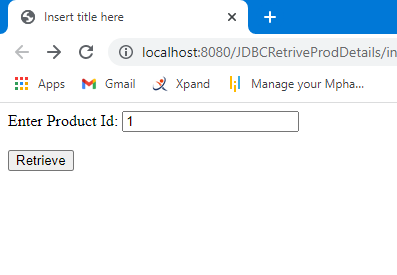 Insert title here
localhost:8080/JDBCRetriveProdDetails/in
Apps Gmail Xpand Manage your Mpha...
Enter Product Id: 1
Retrieve